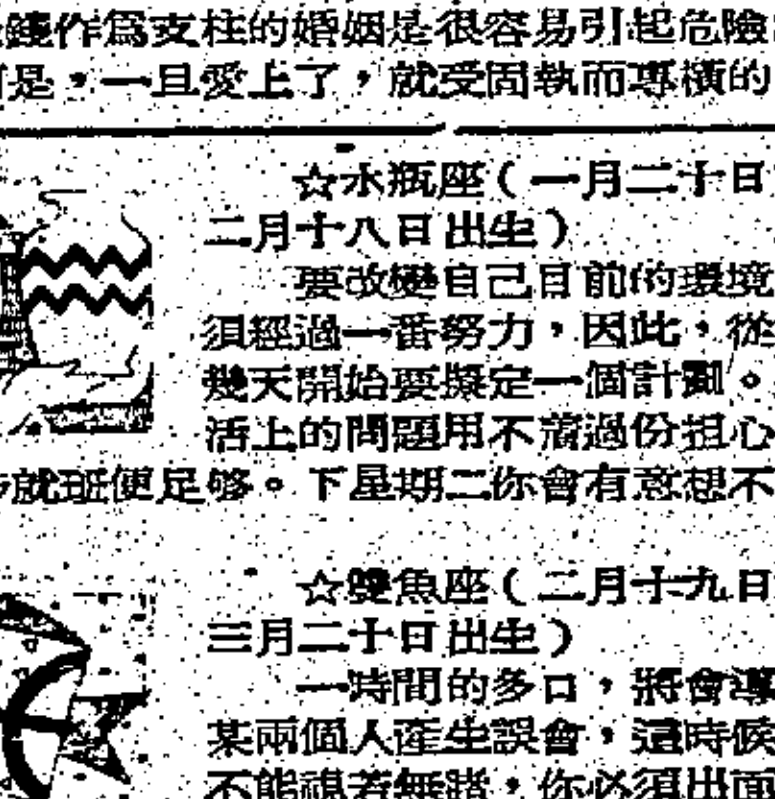 錢作爲支柱的婚姻是很容易引起危險
是，一旦愛上了，就受固執而專橫的
☆水瓶座（一月二十日
二月十八日出生）
要改變自己目前的環境
須經過一番努力，因此，從
幾天開始要擬定一個計劃。
活上的問題用不着過份担心
就班便足够。下星期二你會有意想不
☆雙魚座（二月十九日
三月二十日出生）
一時間的多口，將會導
某兩個人產生誤會，這時候
不能視若無睹，你必須出面